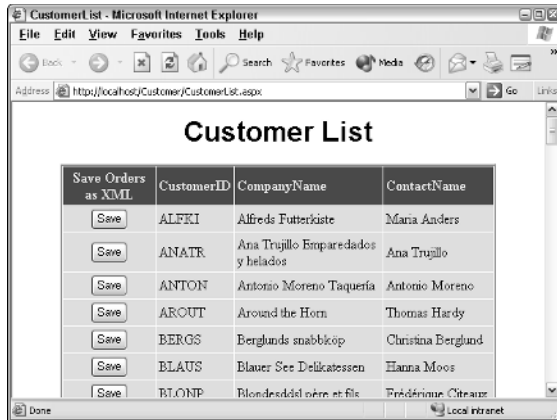 CustomerList - Microsoft Internet Explorer
File Edit View Favorites Tools Help
Back Search Favorites Media »
Address http://localhost/Customer/CustomerList.aspx Go Links
Customer List
Save Orders as XML CustomerID CompanyName ContactName
Save ALFKI Alfreds Futterkiste Maria Anders
Save ANATR Ana Trujillo Emparedados y helados Ana Trujillo
Save ANTON Antonio Moreno Taquería Antonio Moreno
Save AROUT Around the Horn Thomas Hardy
Save BERGS Berglunds snabbköp Christina Berglund
Save BLAUS Blauer See Delikatessen Hanna Moos
Save BLONP Blondesddsl père et fils Frédérique Citeaux
Done Local intranet